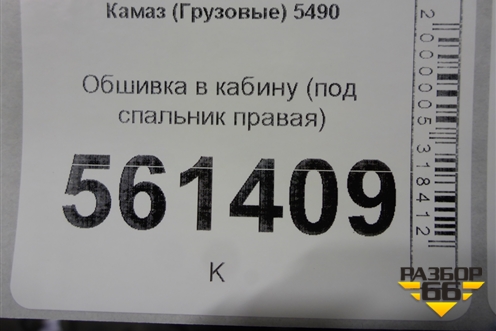 Камаз (Грузовые) 5490
Обшивка в кабину (под
спальник правая)
561409
К
2000005318412
РАЗБОР
66